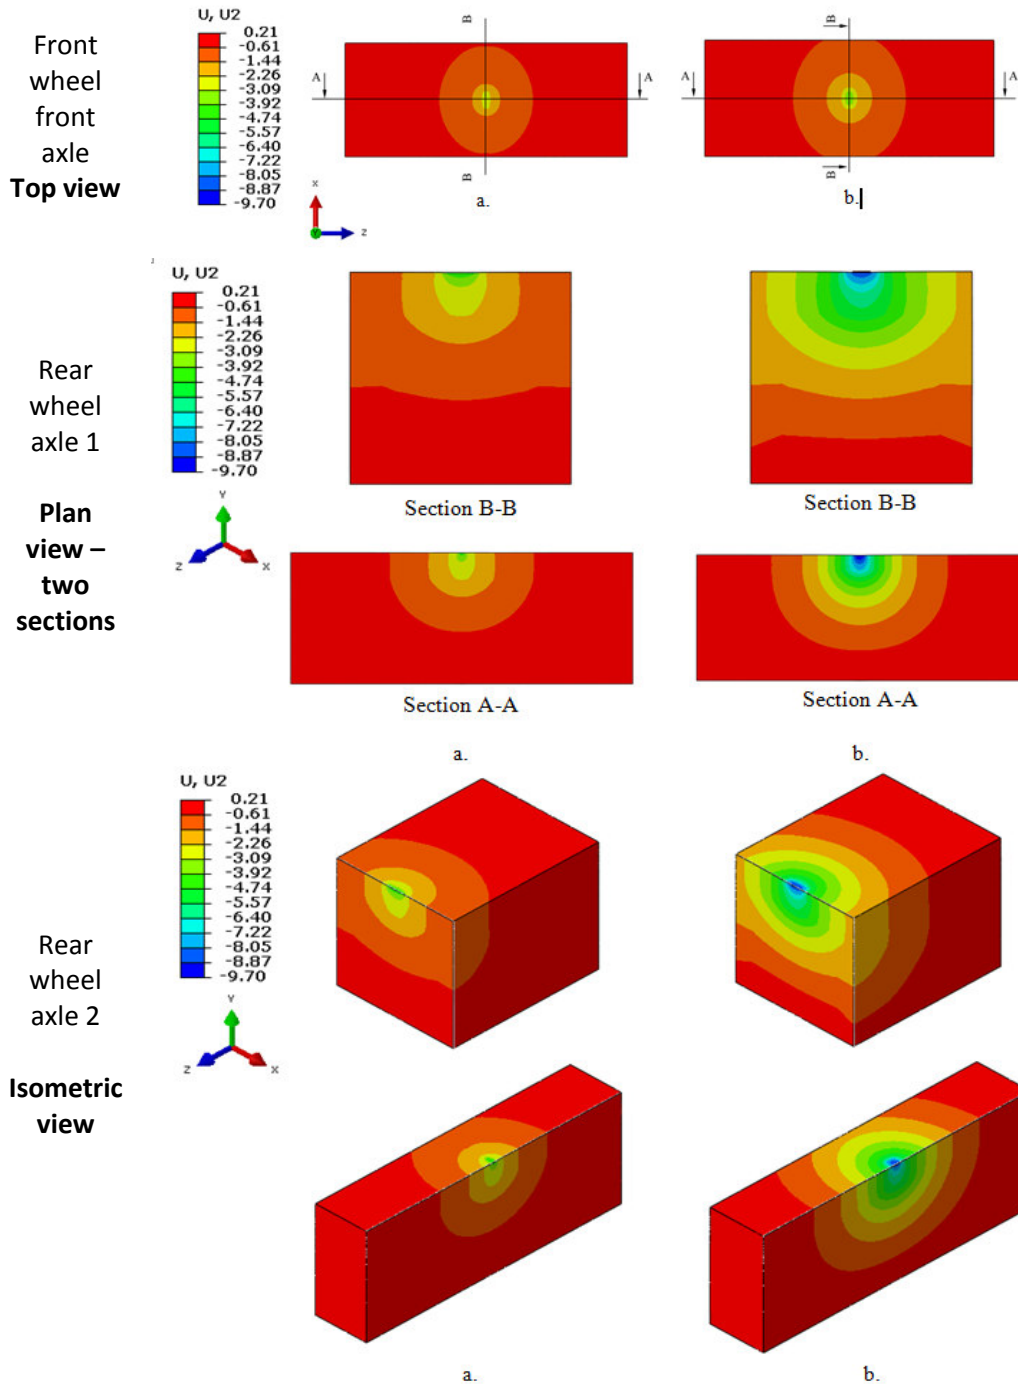 Front
wheel
front
axle
Top view
U, U2
0.21
-0.61
-1.44
-2.26
-3.09
-3.92
-4.74
-5.57
-6.40
-7.22
-8.05
-8.87
-9.70
B
A
A
B
a.
B
A
A
B
b.
X
Y
Z
Rear
wheel
axle 1
Plan
view –
two
sections
U, U2
0.21
-0.61
-1.44
-2.26
-3.09
-3.92
-4.74
-5.57
-6.40
-7.22
-8.05
-8.87
-9.70
Y
Z
X
Section B-B
Section B-B
Section A-A
Section A-A
a.
b.
Rear
wheel
axle 2
Isometric
view
U, U2
0.21
-0.61
-1.44
-2.26
-3.09
-3.92
-4.74
-5.57
-6.40
-7.22
-8.05
-8.87
-9.70
Y
Z
X
a.
b.